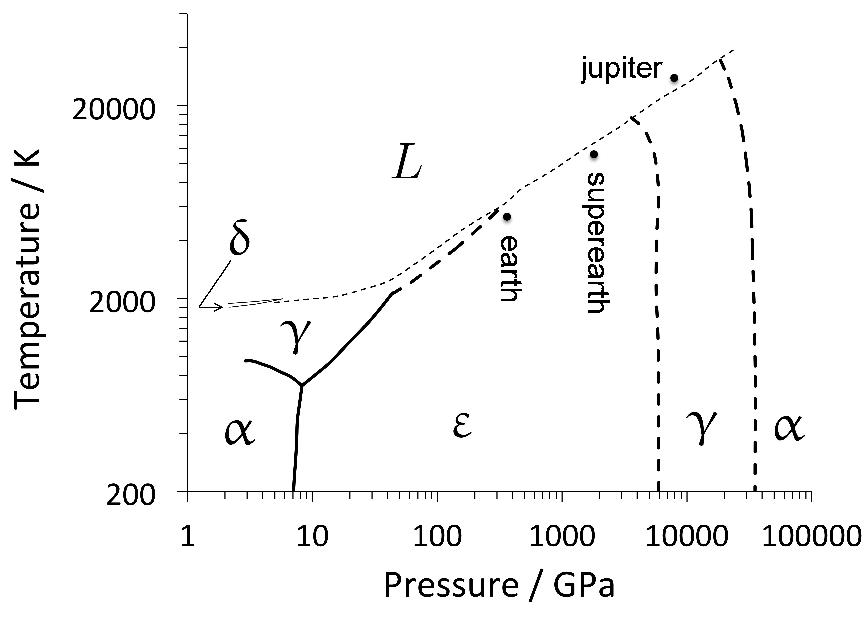 jupiter
20000
L
superearth
δ
earth
2000
γ
α
ε
γ
α
200
1
10
100
1000
10000
100000
Pressure / GPa
Temperature / K